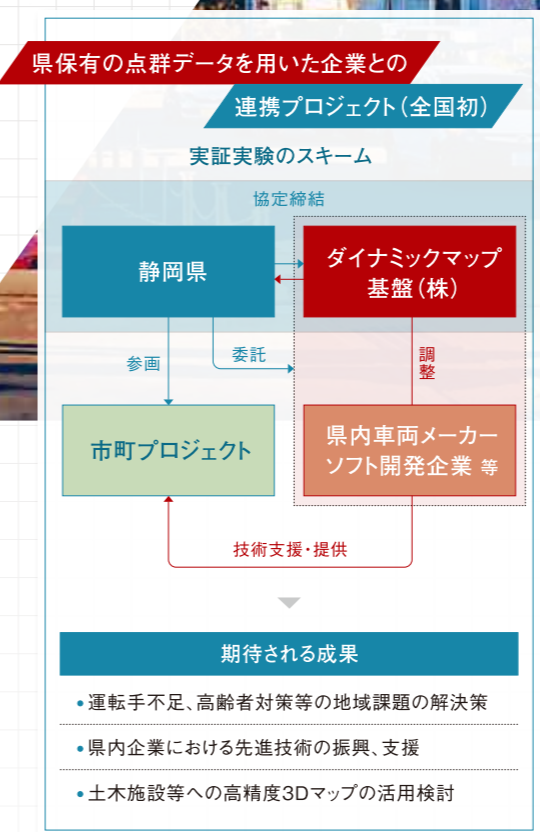 県保有の点群データを用いた企業との
連携プロジェクト（全国初）
実証実験のスキーム
協定締結
静岡県
ダイナミックマップ
基盤（株）
参画
委託
調整
市町プロジェクト
県内車両メーカー
ソフト開発企業 等
技術支援・提供
期待される成果
•運転手不足、高齢者対策等の地域課題の解決策
•県内企業における先進技術の振興、支援
•土木施設等への高精度3Dマップの活用検討